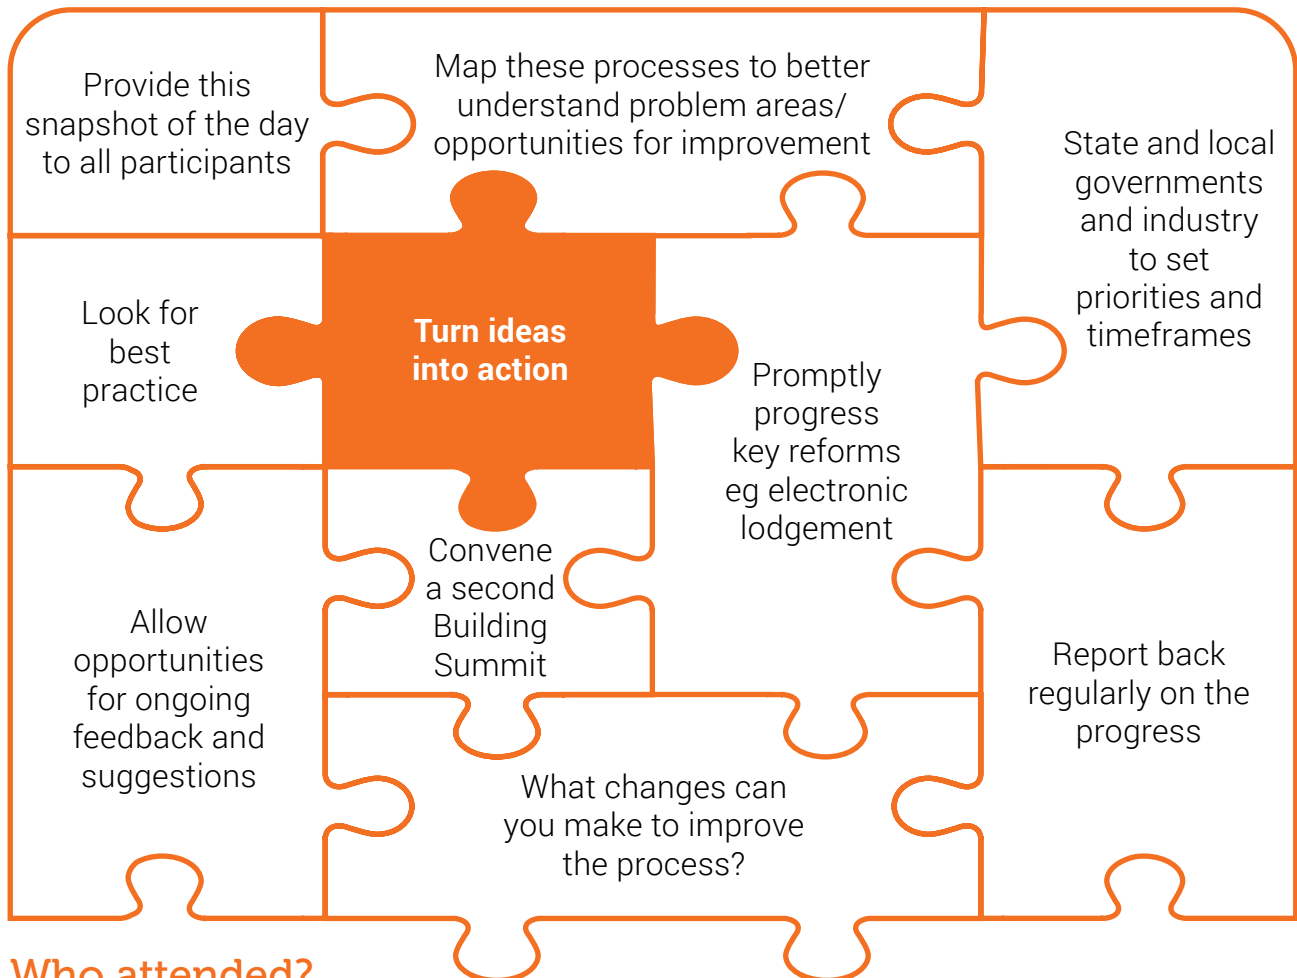 Provide this
snapshot of the day
to all participants
Map these processes to better
understand problem areas/
opportunities for improvement
State and local
governments
and industry
to set
priorities and
timeframes
Look for
best
practice
Turn ideas
into action
Promptly
progress
key reforms
eg electronic
lodgement
Convene
a second
Building
Summit
Allow
opportunities
for ongoing
feedback and
suggestions
Report back
regularly on the
progress
What changes can
you make to improve
the process?
Who attended?